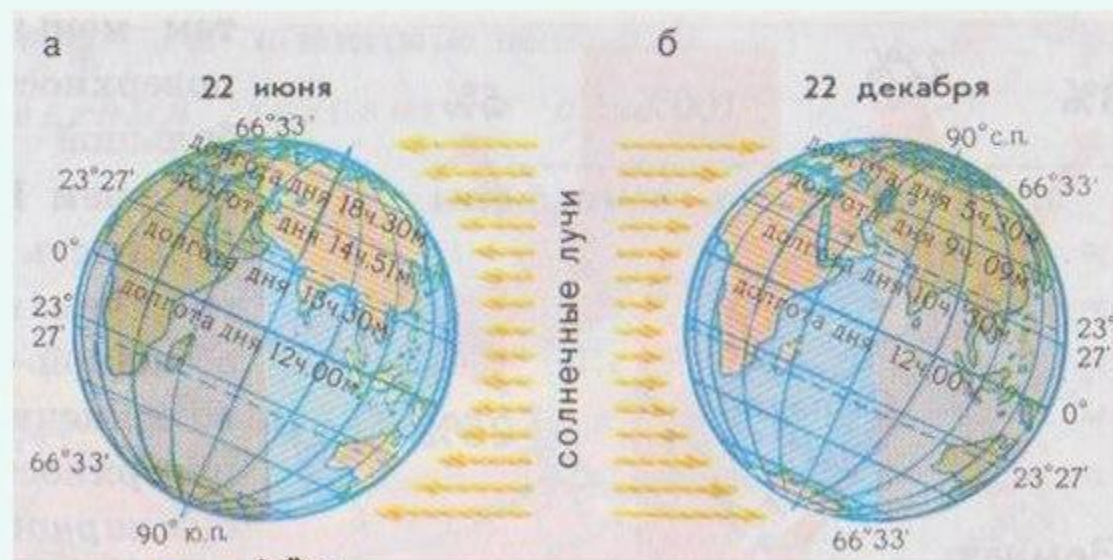 а
22 июня
66°33'
23°27'
0°
23°
27'
66°33'
90° ю.п.
долгота дня 18ч.30м
долгота дня 14ч.51м
долгота дня 13ч.30м
долгота дня 12ч.00м
СОЛНЕЧНЫЕ ЛУЧИ
б
22 декабря
90°с.п.
66°33'
23°
27'
0°
23°27'
66°33'
долгота дня 5ч.30м
долгота дня 9ч.09м
долгота дня 10ч.30м
долгота дня 12ч.00м